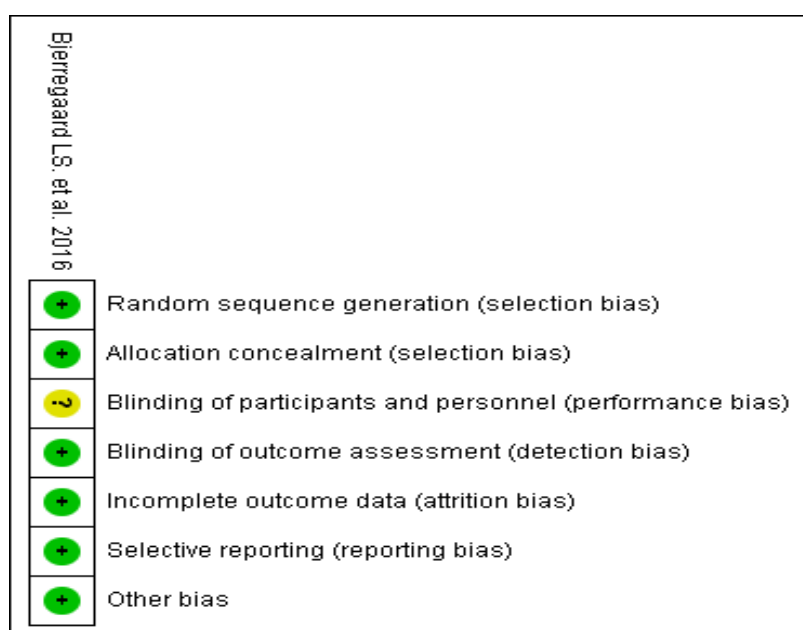 Bjerregaard L.S. et al. 2016
+ Random sequence generation (selection bias)
+ Allocation concealment (selection bias)
? Blinding of participants and personnel (performance bias)
+ Blinding of outcome assessment (detection bias)
+ Incomplete outcome data (attrition bias)
+ Selective reporting (reporting bias)
+ Other bias